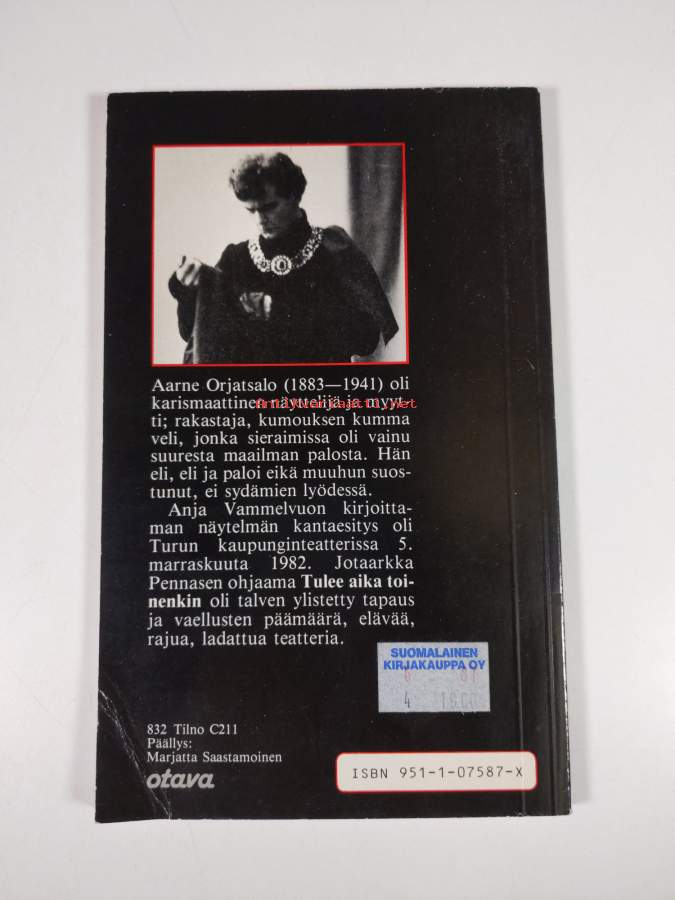 Aarne Orjatsalo (1883—1941) oli
karismaattinen näyttelijä ja myyt-
ti; rakastaja, kumouksen kumma
veli, jonka sieraimissa oli vainu
suuresta maailman palosta. Hän
eli, eli ja paloi eikä muuhun suos-
tunut, ei sydämien lyödessä.
Anja Vammelvuon kirjoitta-
man näytelmän kantaesitys oli
Turun kaupunginteatterissa 5.
marraskuuta 1982. Jotaarkka
Pennasen ohjaama Tulee aika toi-
nenkin oli talven ylistetty tapaus
ja vaellusten päämäärä, elävää,
rajua, ladattua teatteria.
SUOMALAINEN
KIRJAKAUPPA OY
832 Tilno C211
Päällys:
Marjatta Saastamoinen
otava
ISBN 951-1-07587-X